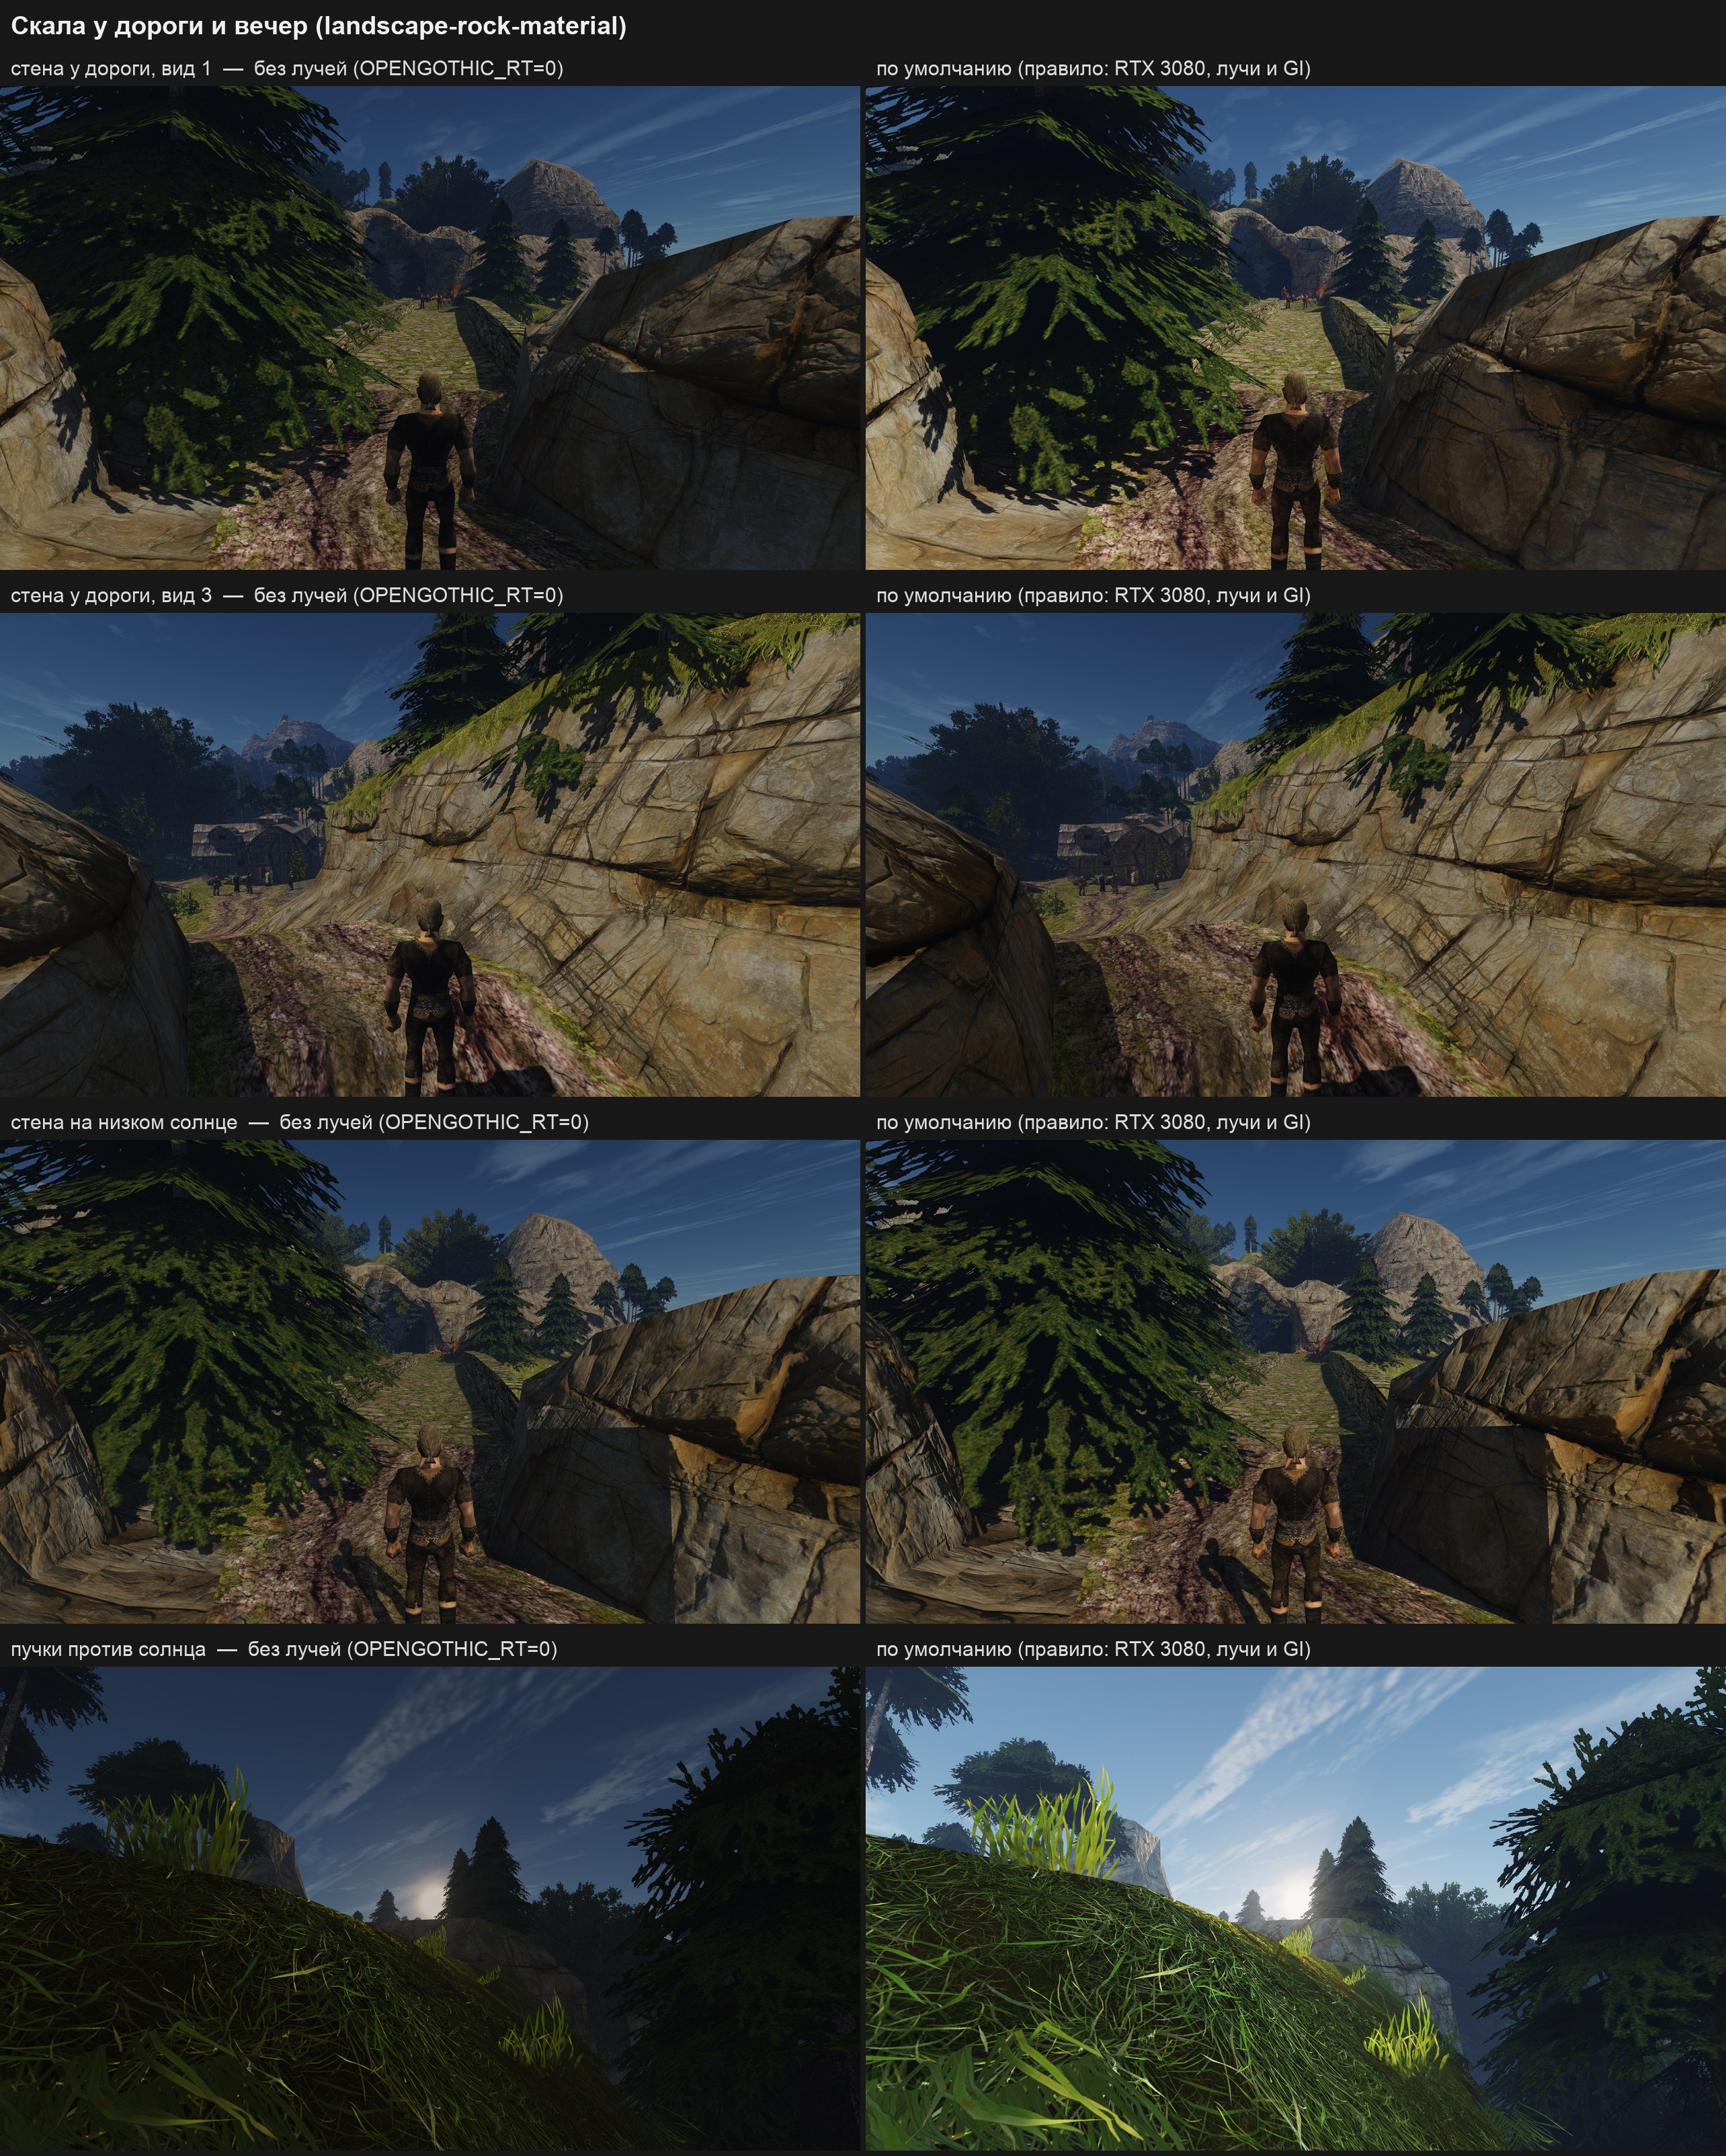 Скала у дороги и вечер (landscape-rock-material)
стена у дороги, вид 1 — без лучей (OPENGOTHIC_RT=0)
по умолчанию (правило: RTX 3080, лучи и GI)
стена у дороги, вид 3 — без лучей (OPENGOTHIC_RT=0)
по умолчанию (правило: RTX 3080, лучи и GI)
стена на низком солнце — без лучей (OPENGOTHIC_RT=0)
по умолчанию (правило: RTX 3080, лучи и GI)
пучки против солнца — без лучей (OPENGOTHIC_RT=0)
по умолчанию (правило: RTX 3080, лучи и GI)